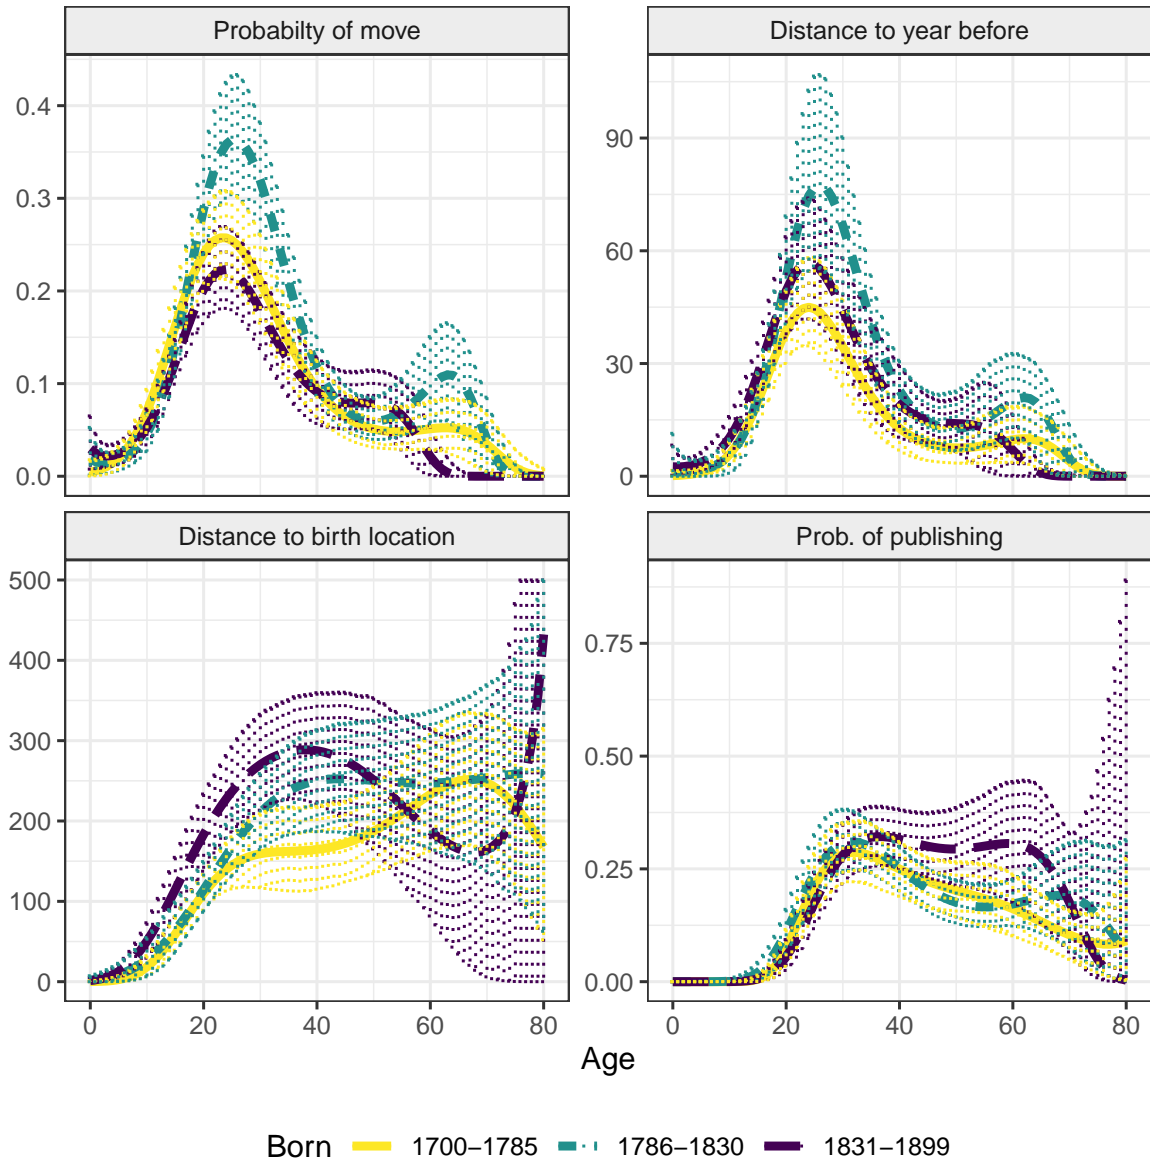 Probabilty of move
Distance to year before
0.4
0.3
0.2
0.1
0.0
90
60
30
0
Distance to birth location
Prob. of publishing
500
400
300
200
100
0
0.75
0.50
0.25
0.00
0 20 40 60 80
0 20 40 60 80
Age
Born 1700−1785 1786−1830 1831−1899